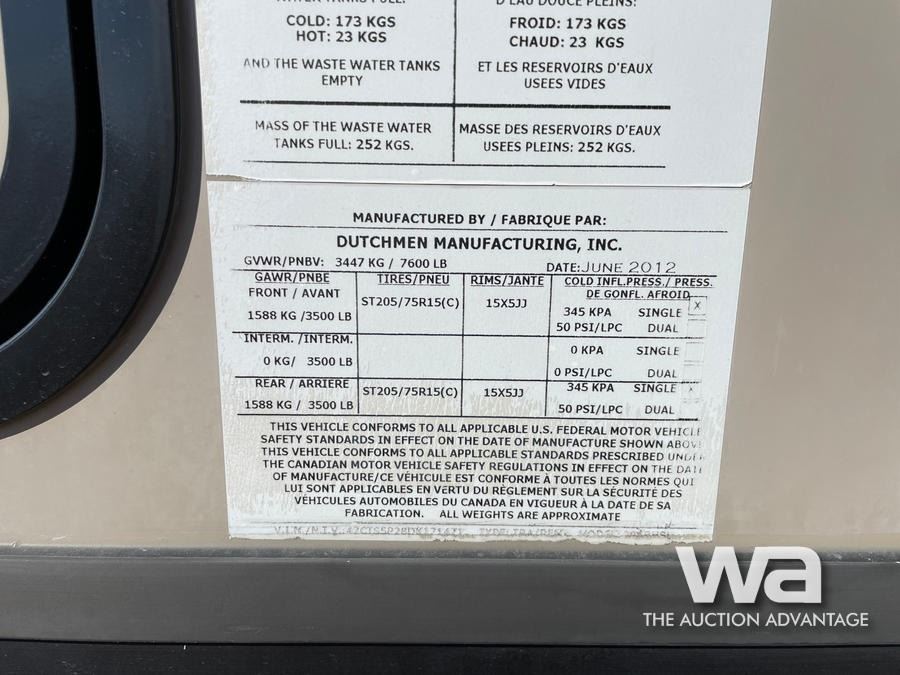 WATER TANKS FULL:
COLD: 173 KGS
HOT: 23 KGS
AND THE WASTE WATER TANKS
EMPTY
D'EAU DOUCE PLEINS:
FROID: 173 KGS
CHAUD: 23 KGS
ET LES RESERVOIRS D'EAUX
USEES VIDES
MASS OF THE WASTE WATER
TANKS FULL: 252 KGS.
MASSE DES RESERVOIRS D'EAUX
USEES PLEINS: 252 KGS.
MANUFACTURED BY / FABRIQUE PAR:
DUTCHMEN MANUFACTURING, INC.
GVWR/PNBV: 3447 KG / 7600 LB
DATE: JUNE 2012
GAWR/PNBE TIRES/PNEU RIMS/JANTE COLD INFL.PRESS./ PRESS.
DE GONFL. AFROID
FRONT / AVANT ST205/75R15(C) 15X5JJ
1588 KG /3500 LB
345 KPA SINGLE X
50 PSI/LPC DUAL
INTERM. /INTERM.
0 KG/ 3500 LB
0 KPA SINGLE
0 PSI/LPC DUAL
REAR / ARRIERE ST205/75R15(C) 15X5JJ
1588 KG / 3500 LB
345 KPA SINGLE X
50 PSI/LPC DUAL
THIS VEHICLE CONFORMS TO ALL APPLICABLE U.S. FEDERAL MOTOR VEHICLE
SAFETY STANDARDS IN EFFECT ON THE DATE OF MANUFACTURE SHOWN ABOVE
THIS VEHICLE CONFORMS TO ALL APPLICABLE STANDARDS PRESCRIBED UNDER
THE CANADIAN MOTOR VEHICLE SAFETY REGULATIONS IN EFFECT ON THE DATE
OF MANUFACTURE/CE VÉHICULE EST CONFORME À TOUTES LES NORMES QUI
LUI SONT APPLICABLES EN VERTU DU RÈGLEMENT SUR LA SÉCURITÉ DES
VÉHICULES AUTOMOBILES DU CANADA EN VIGUEUR À LA DATE DE SA
FABRICATION. ALL WEIGHTS ARE APPROXIMATE
V.I.M./N.I.V.
wa
THE AUCTION ADVANTAGE